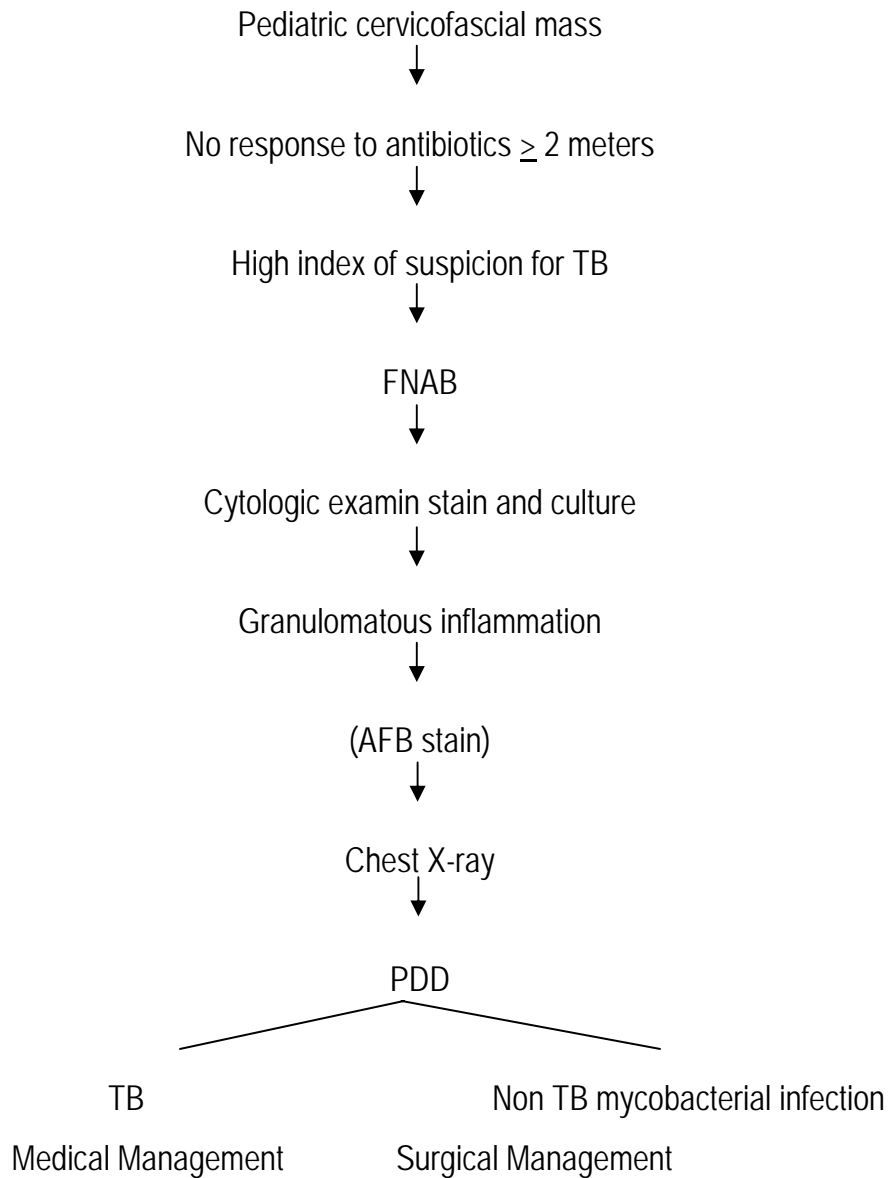 Pediatric cervicofascial mass
No response to antibiotics ≥ 2 meters
High index of suspicion for TB
FNAB
Cytologic examin stain and culture
Granulomatous inflammation
(AFB stain)
Chest X-ray
PDD
TB Non TB mycobacterial infection
Medical Management Surgical Management